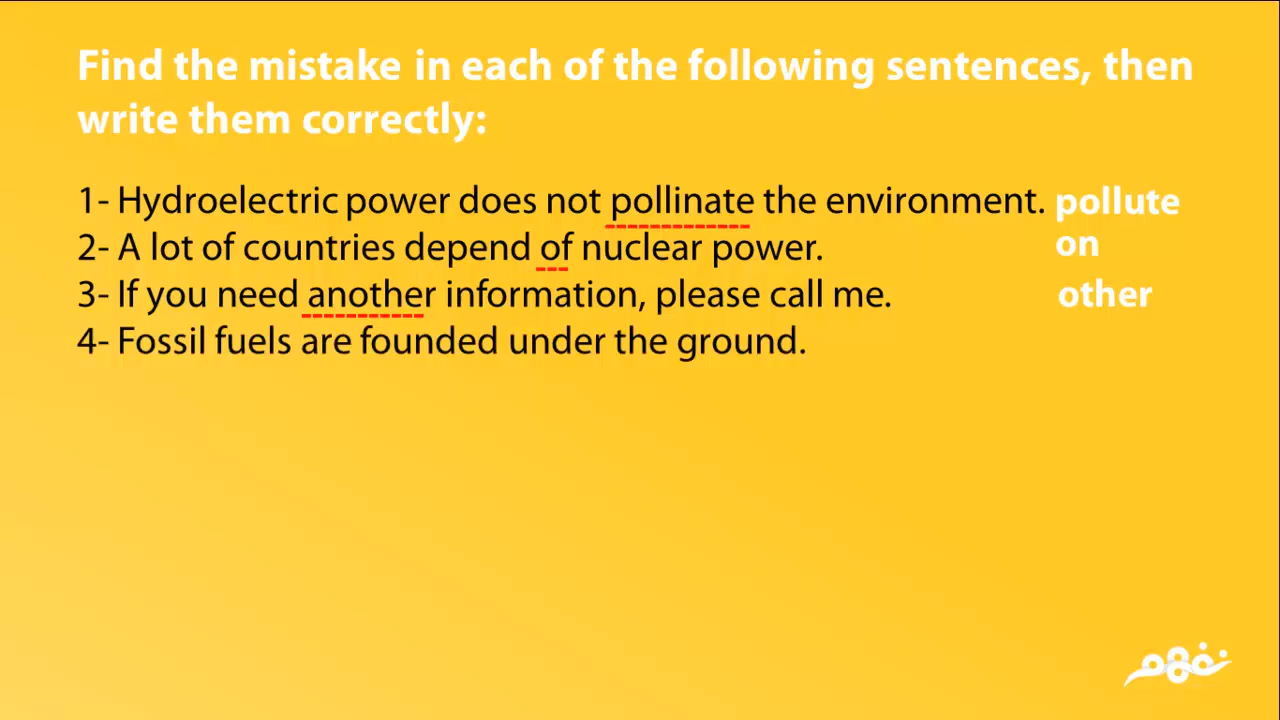 Find the mistake in each of the following sentences, then
write them correctly:
1- Hydroelectric power does not pollinate the environment. pollute
2- A lot of countries depend of nuclear power. on
3- If you need another information, please call me. other
4- Fossil fuels are founded under the ground.
نفهم